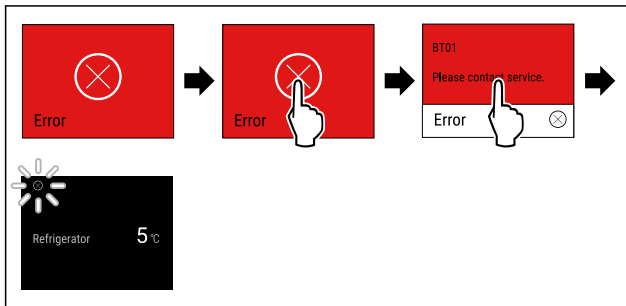 Error
Error
BT01
Please contact service.
Error
Refrigerator 5 °C